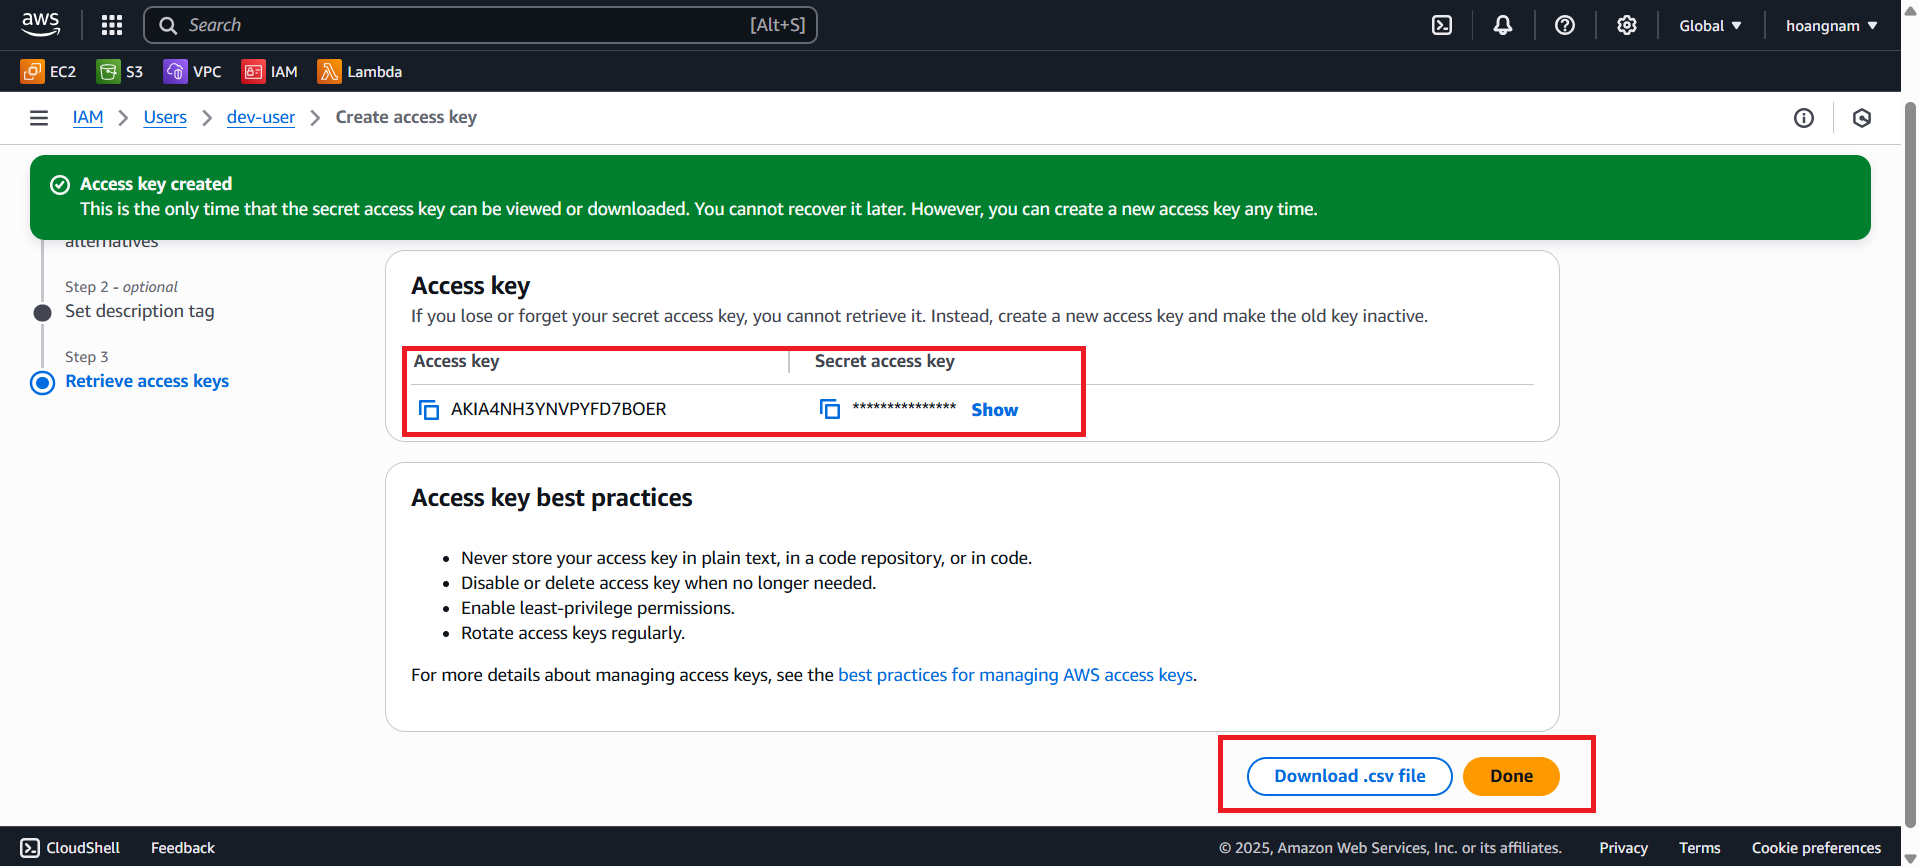 aws
Search [Alt+S]
Global
hoangnam
EC2 S3 VPC IAM Lambda
IAM Users dev-user Create access key
Access key created
This is the only time that the secret access key can be viewed or downloaded. You cannot recover it later. However, you can create a new access key any time.
alternatives
Step 2 - optional
Set description tag
Step 3
Retrieve access keys
Access key
If you lose or forget your secret access key, you cannot retrieve it. Instead, create a new access key and make the old key inactive.
Access key Secret access key
AKIA4NH3YNVPYFD7BOER *************** Show
Access key best practices
• Never store your access key in plain text, in a code repository, or in code.
• Disable or delete access key when no longer needed.
• Enable least-privilege permissions.
• Rotate access keys regularly.
For more details about managing access keys, see the best practices for managing AWS access keys.
Download .csv file Done
CloudShell Feedback © 2025, Amazon Web Services, Inc. or its affiliates. Privacy Terms Cookie preferences